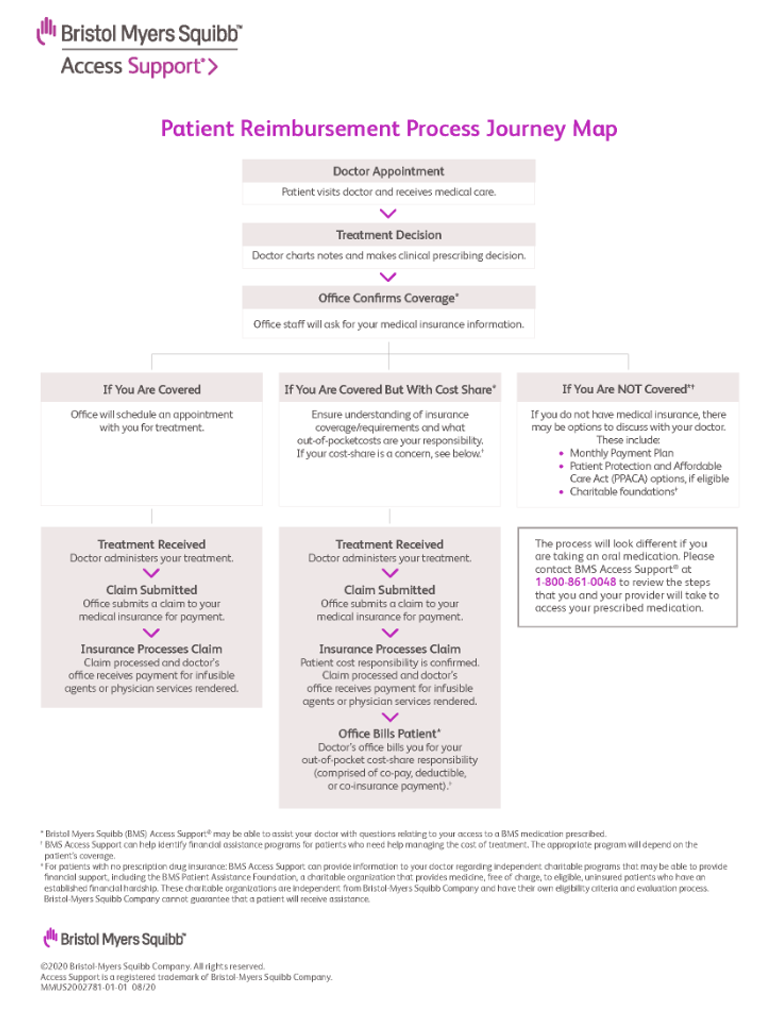 Bristol Myers Squibb™
Access Support®
Patient Reimbursement Process Journey Map
Doctor Appointment
Patient visits doctor and receives medical care.
Treatment Decision
Doctor charts notes and makes clinical prescribing decision.
Office Confirms Coverage*
Office staff will ask for your medical insurance information.
If You Are Covered
Office will schedule an appointment
with you for treatment.
If You Are Covered But With Cost Share*
Ensure understanding of insurance
coverage/requirements and what
out-of-pocketcosts are your responsibility.
If your cost-share is a concern, see below.†
If You Are NOT Covered*†
If you do not have medical insurance, there
may be options to discuss with your doctor.
These include:
• Monthly Payment Plan
• Patient Protection and Affordable
Care Act (PPACA) options, if eligible
• Charitable foundations‡
Treatment Received
Doctor administers your treatment.
Claim Submitted
Office submits a claim to your
medical insurance for payment.
Insurance Processes Claim
Claim processed and doctor's
office receives payment for infusible
agents or physician services rendered.
Treatment Received
Doctor administers your treatment.
Claim Submitted
Office submits a claim to your
medical insurance for payment.
Insurance Processes Claim
Patient cost responsibility is confirmed.
Claim processed and doctor's
office receives payment for infusible
agents or physician services rendered.
Office Bills Patient*
Doctor's office bills you for your
out-of-pocket cost-share responsibility
(comprised of co-pay, deductible,
or co-insurance payment).†
The process will look different if you
are taking an oral medication. Please
contact BMS Access Support® at
1-800-861-0048 to review the steps
that you and your provider will take to
access your prescribed medication.
* Bristol Myers Squibb (BMS) Access Support® may be able to assist your doctor with questions relating to your access to a BMS medication prescribed.
† BMS Access Support can help identify financial assistance programs for patients who need help managing the cost of treatment. The appropriate program will depend on the
patient's coverage.
‡ For patients with no prescription drug insurance: BMS Access Support can provide information to your doctor regarding independent charitable programs that may be able to provide
financial support, including the BMS Patient Assistance Foundation, a charitable organization that provides medicine, free of charge, to eligible, uninsured patients who have an
established financial hardship. These charitable organizations are independent from Bristol-Myers Squibb Company and have their own eligibility criteria and evaluation process.
Bristol-Myers Squibb Company cannot guarantee that a patient will receive assistance.
Bristol Myers Squibb™
©2020 Bristol-Myers Squibb Company. All rights reserved.
Access Support is a registered trademark of Bristol-Myers Squibb Company.
MMUS2002781-01-01 08/20